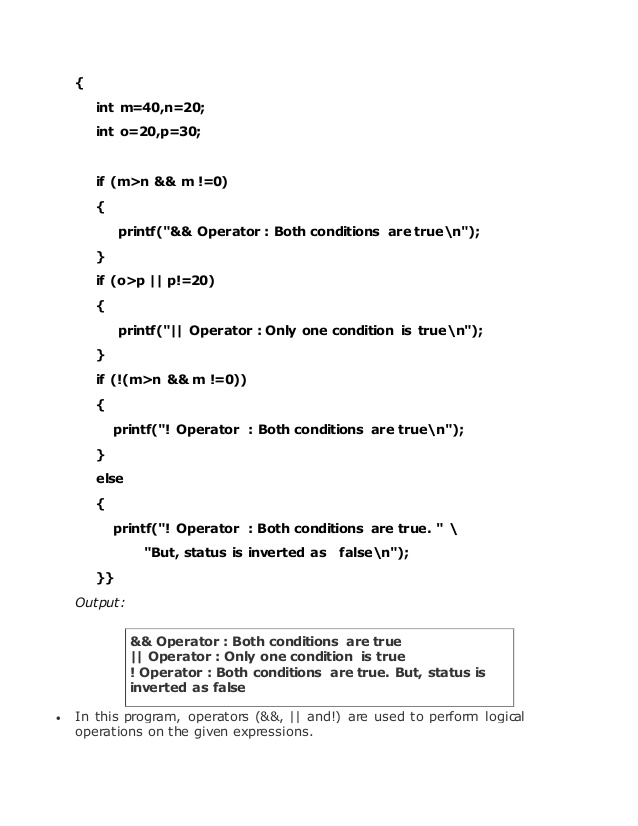 {
int m=40,n=20;
int o=20,p=30;
if (m>n && m !=0)
{
printf("&& Operator : Both conditions are true\n");
}
if (o>p || p!=20)
{
printf("|| Operator : Only one condition is true\n");
}
if (!(m>n && m !=0))
{
printf("! Operator : Both conditions are true\n");
}
else
{
printf("! Operator : Both conditions are true. " \
"But, status is inverted as false\n");
}}
Output:
&& Operator : Both conditions are true
|| Operator : Only one condition is true
! Operator : Both conditions are true. But, status is
inverted as false
• In this program, operators (&&, || and!) are used to perform logical
operations on the given expressions.